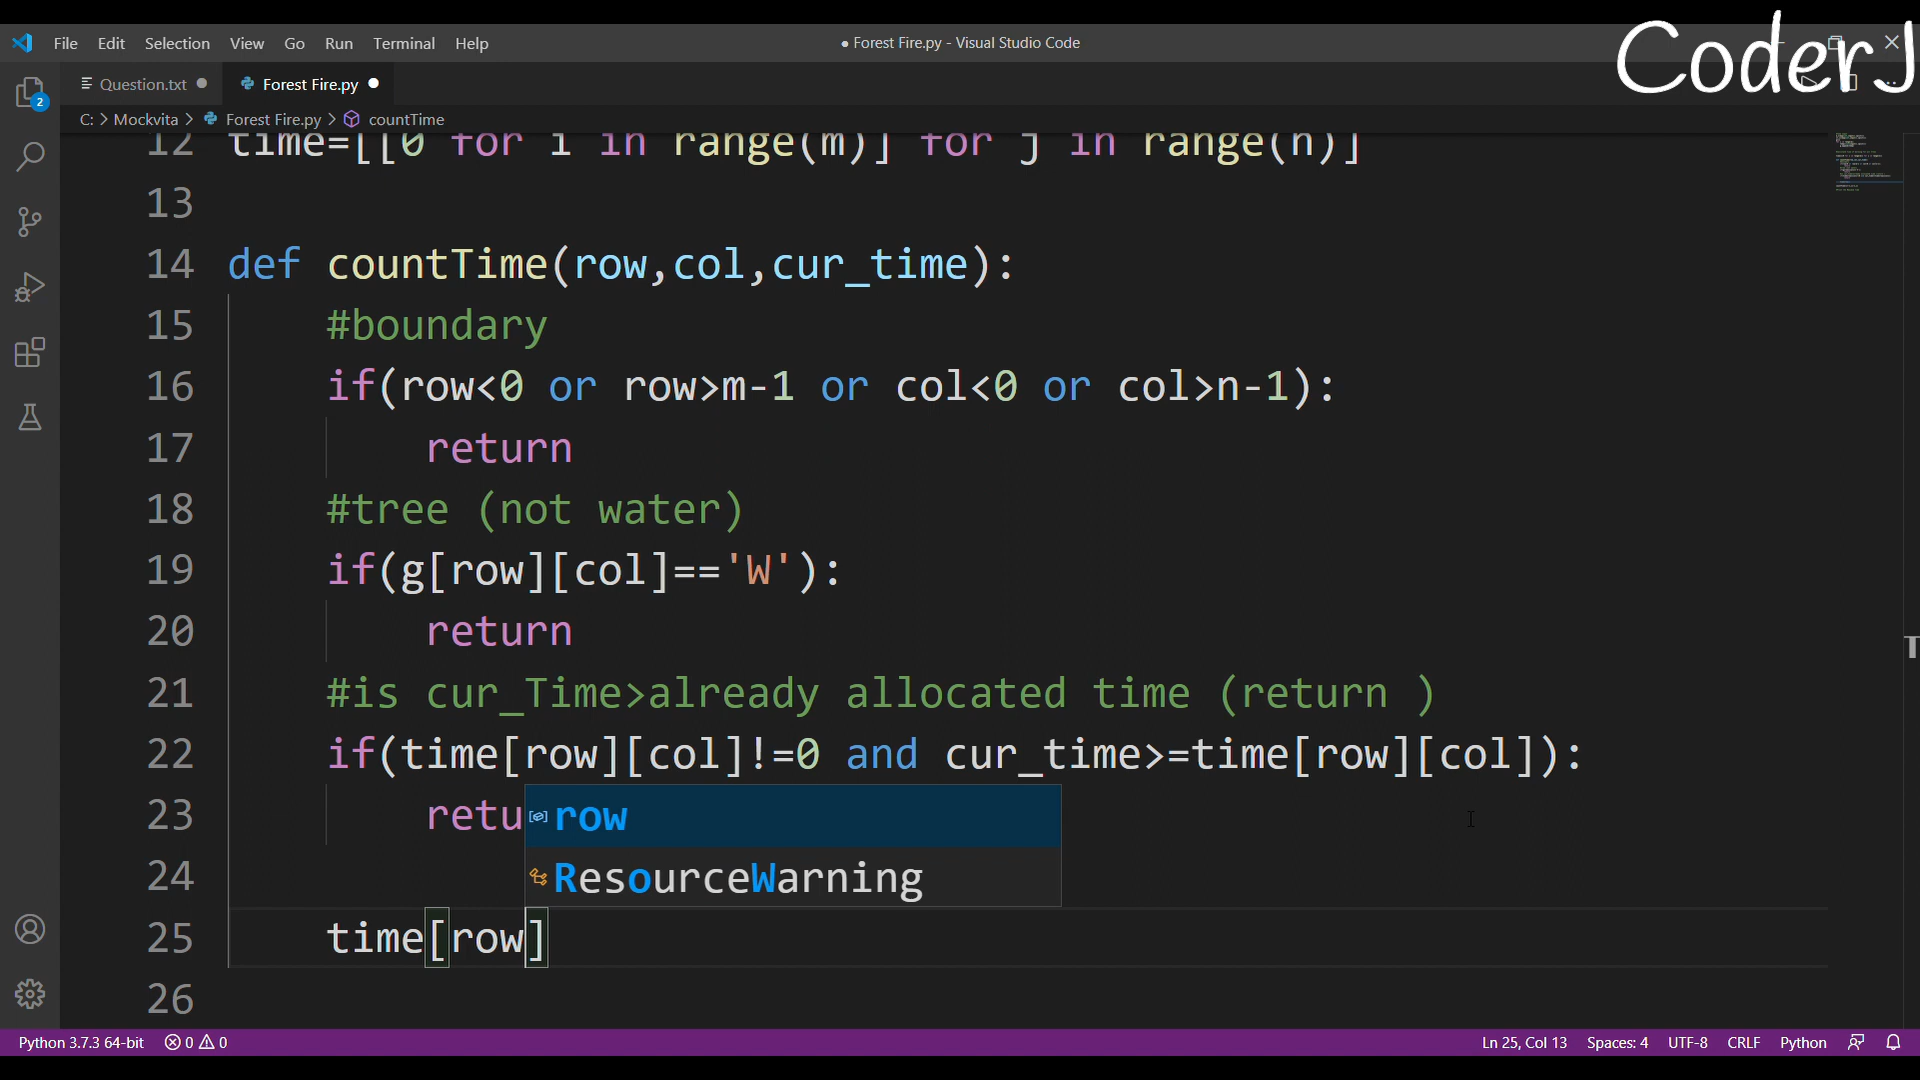 CoderJ
File Edit Selection View Go Run Terminal Help
● Forest Fire.py - Visual Studio Code
Question.txt ● Forest Fire.py ●
C: > Mockvita > Forest Fire.py > countTime
2
12 time=[[0 for i in range(m)] for j in range(n)]
13
14 def countTime(row,col,cur_time):
15 #boundary
16 if(row<0 or row>m-1 or col<0 or col>n-1):
17 return
18 #tree (not water)
19 if(g[row][col]=='W'):
20 return
21 #is cur_Time>already allocated time (return )
22 if(time[row][col]!=0 and cur_time>=time[row][col]):
23 retu
row
ResourceWarning
24
25 time[row]
26
Python 3.7.3 64-bit 0 0 Ln 25, Col 13 Spaces: 4 UTF-8 CRLF Python